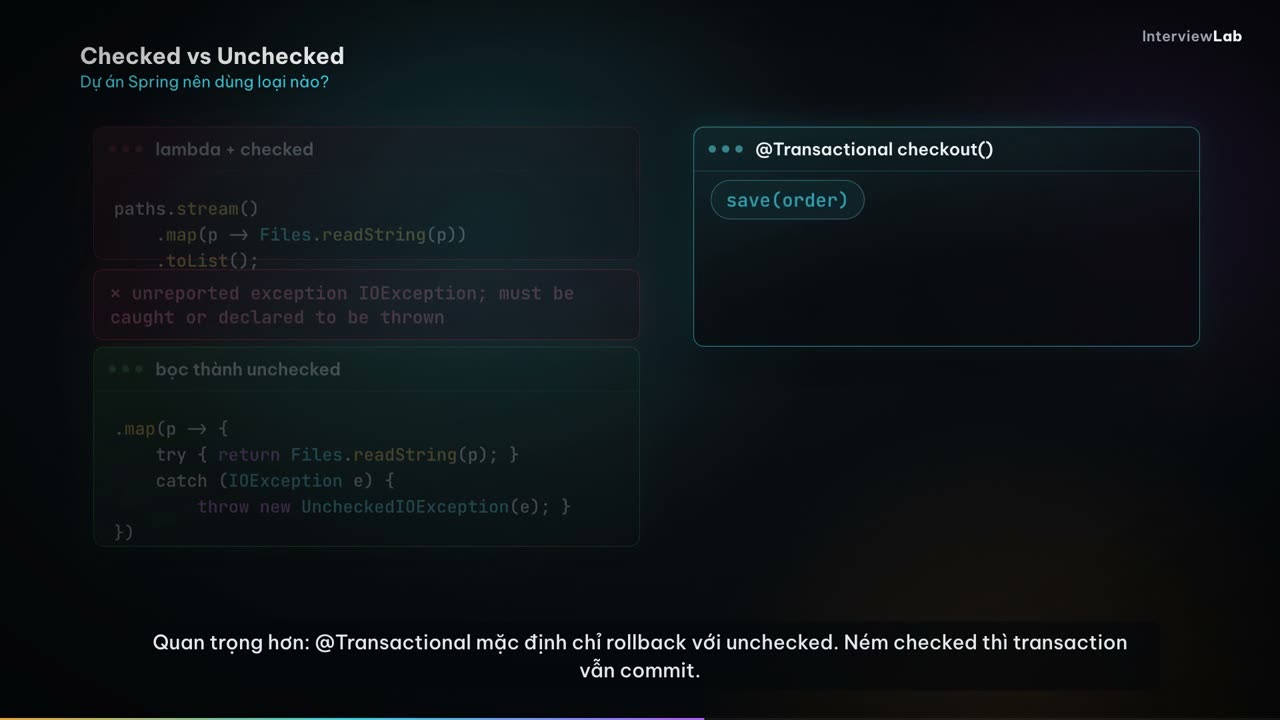 InterviewLab
Checked vs Unchecked
Dự án Spring nên dùng loại nào?
lambda + checked
paths.stream()
.map(p -> Files.readString(p))
.toList();
× unreported exception IOException; must be
caught or declared to be thrown
bọc thành unchecked
.map(p -> {
try { return Files.readString(p); }
catch (IOException e) {
throw new UncheckedIOException(e); }
})
@Transactional checkout()
save(order)
Quan trọng hơn: @Transactional mặc định chỉ rollback với unchecked. Ném checked thì transaction
vẫn commit.